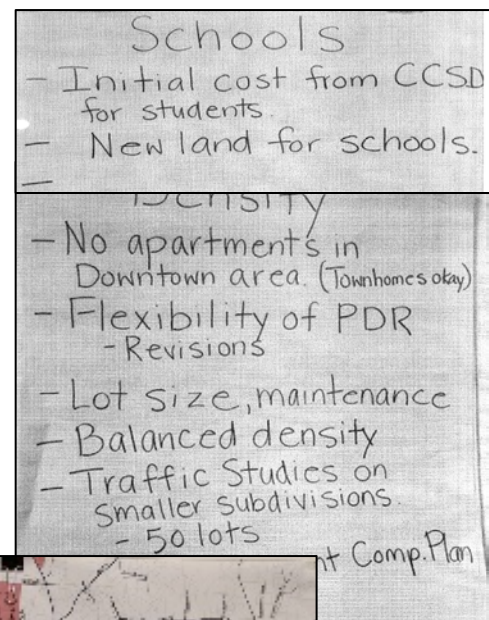 Schools
- Initial cost from CCSD
for students.
- New land for schools.
-
Density
- No apartments in
Downtown area. (Townhomes okay)
- Flexibility of PDR
- Revisions
- Lot size, maintenance
- Balanced density
- Traffic Studies on
smaller subdivisions.
- 50 lots
Comp. Plan